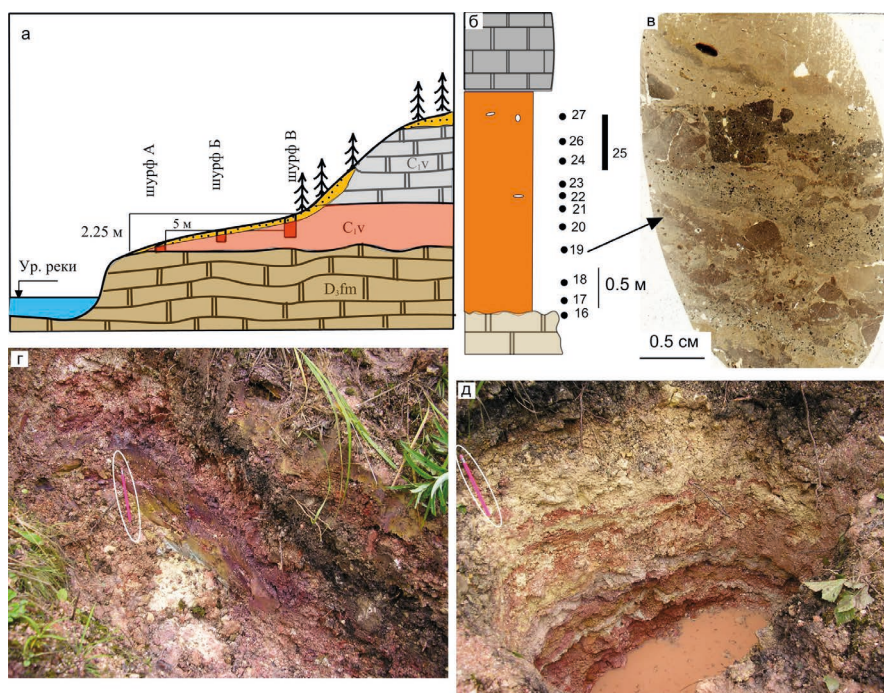 а
шурф А
шурф Б
шурф В
C₁v
2.25 м
5 м
C₁v
Ур. реки
D₃fm
б
27
26
25
24
23
22
21
20
19
18
0.5 м
17
16
в
0.5 см
г
д